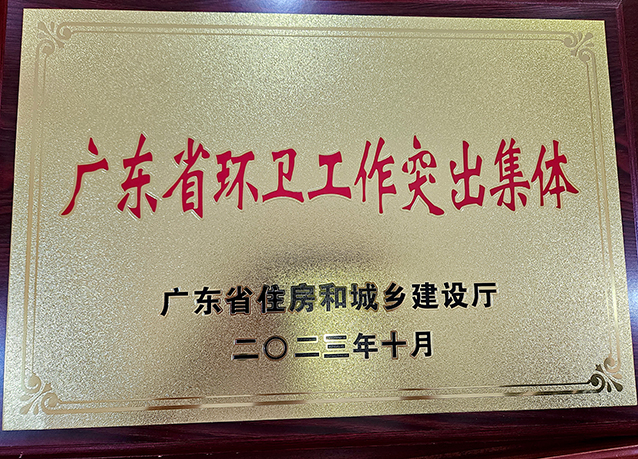 广东省环卫工作突出集体
广东省住房和城乡建设厅
二〇二三年十月